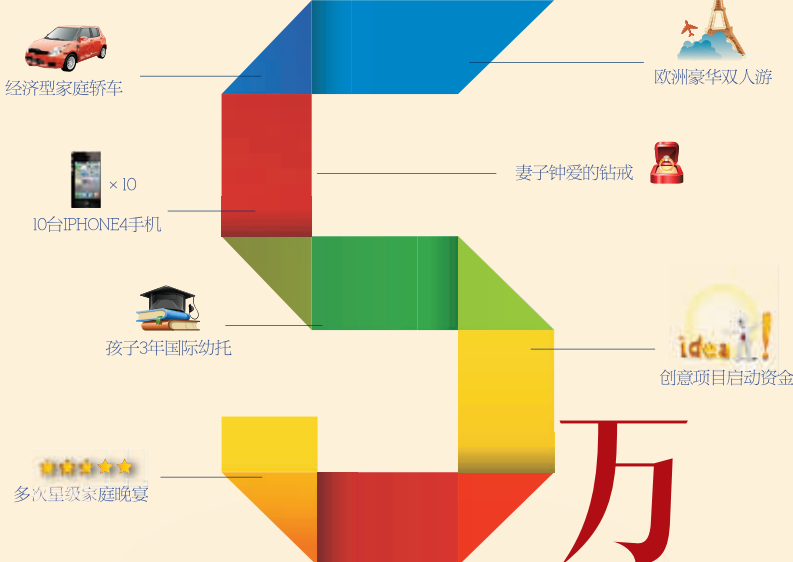 经济型家庭轿车
欧洲豪华双人游
× 10
妻子钟爱的钻戒
10台IPHONE4手机
孩子3年国际幼托
idea!
创意项目启动资金
5万
多次星级家庭晚宴